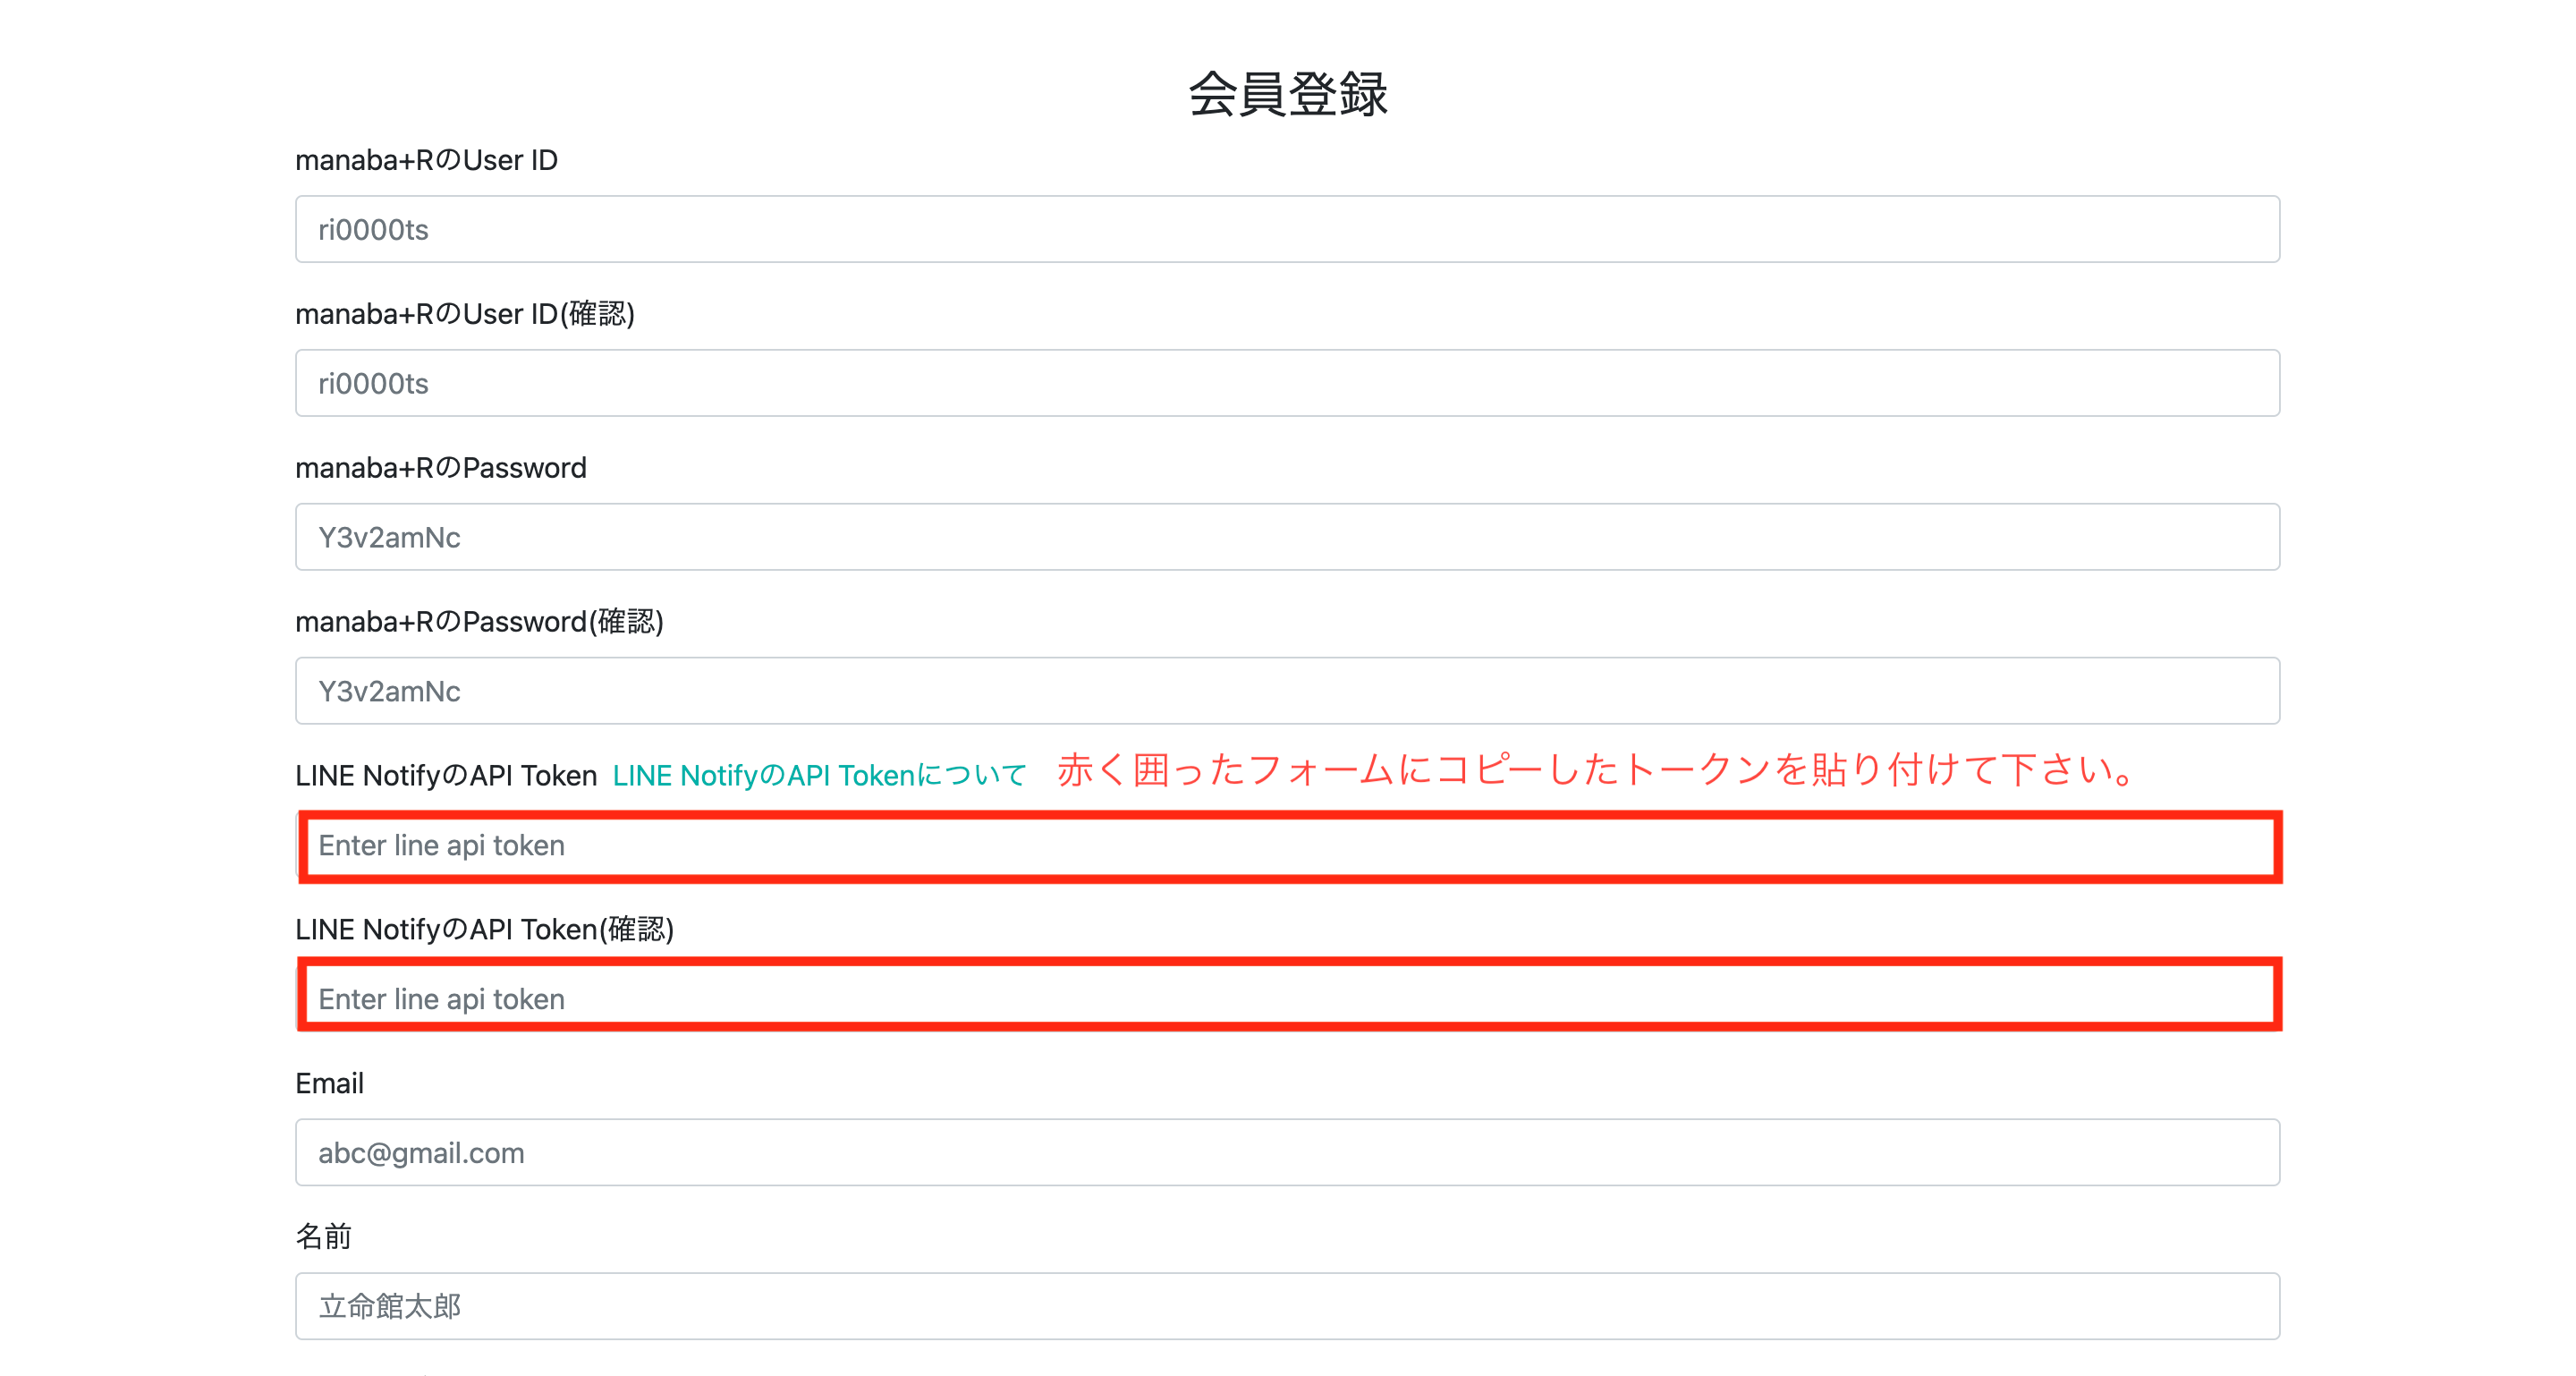 会員登録
manaba+RのUser ID
ri0000ts
manaba+RのUser ID(確認)
ri0000ts
manaba+RのPassword
Y3v2amNc
manaba+RのPassword(確認)
Y3v2amNc
LINE NotifyのAPI Token LINE NotifyのAPI Tokenについて 赤く囲ったフォームにコピーしたトークンを貼り付けて下さい。
Enter line api token
LINE NotifyのAPI Token(確認)
Enter line api token
Email
abc@gmail.com
名前
立命館太郎